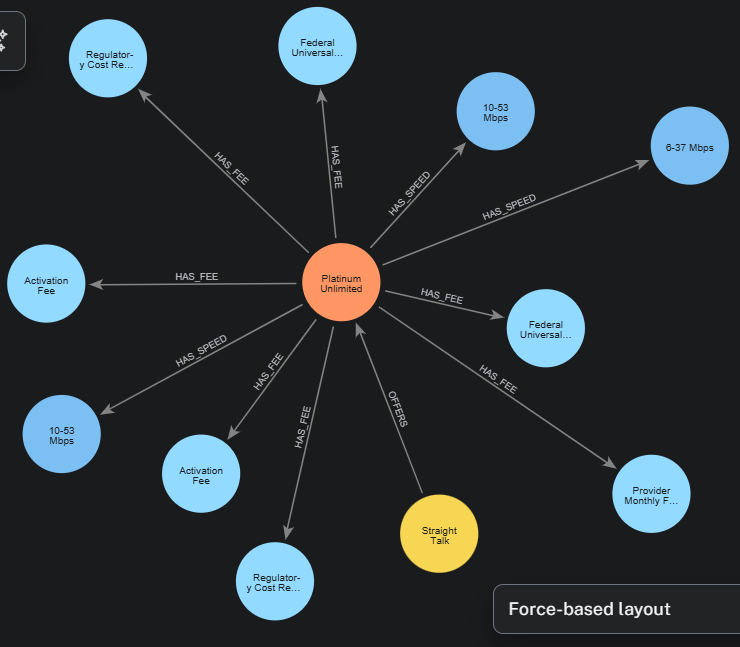 Regulator-
y Cost Re...
Federal
Universal...
10-53
Mbps
6-37 Mbps
HAS_FEE
HAS_FEE
HAS_SPEED
HAS_SPEED
Activation
Fee
HAS_FEE
Platinum
Unlimited
HAS_FEE
Federal
Universal...
HAS_SPEED
HAS_FEE
HAS_FEE
HAS_FEE
OFFERS
10-53
Mbps
Activation
Fee
Provider
Monthly F...
Straight
Talk
Regulator-
y Cost Re...
Force-based layout